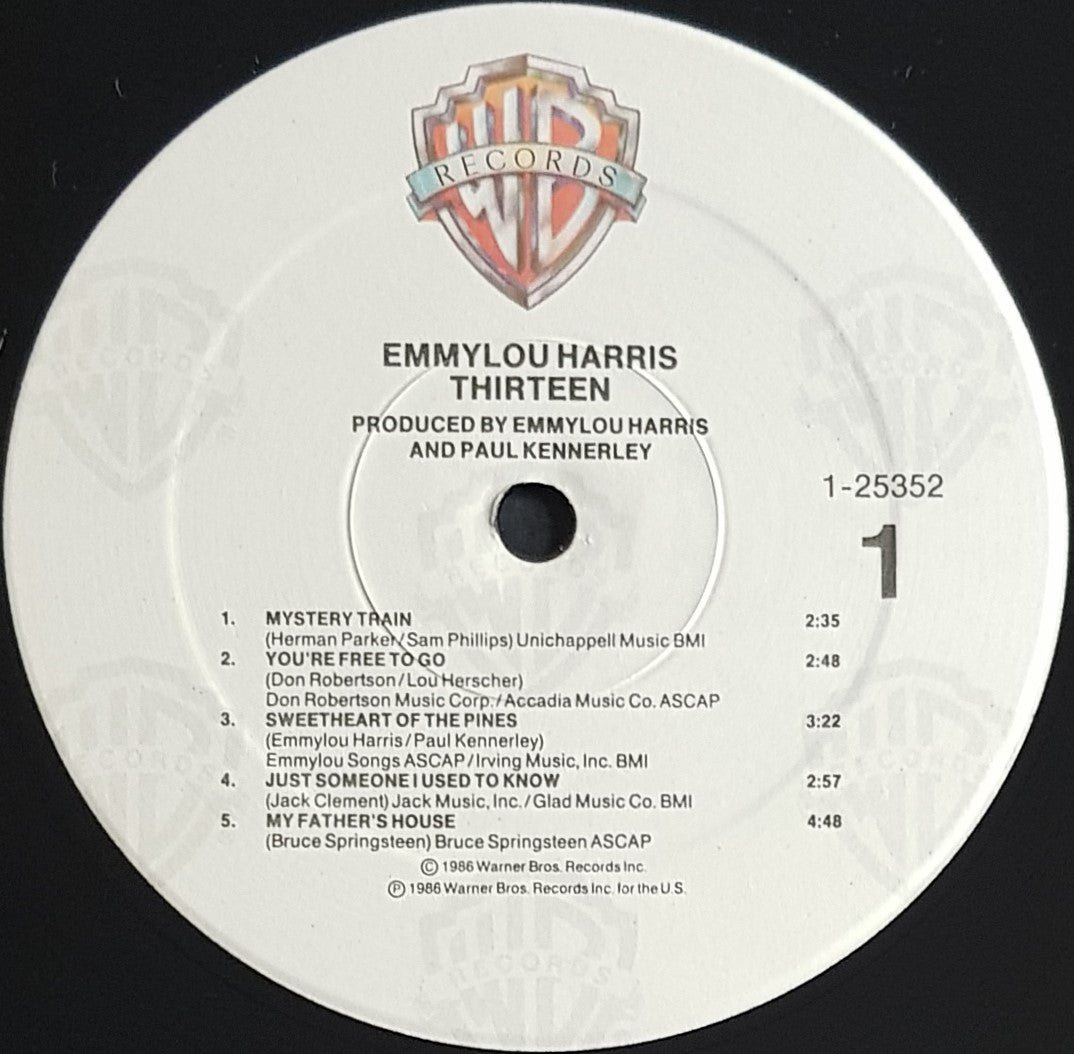 WB
RECORDS
EMMYLOU HARRIS
THIRTEEN
PRODUCED BY EMMYLOU HARRIS
AND PAUL KENNERLEY
1-25352
1
1. MYSTERY TRAIN 2:35
(Herman Parker/Sam Phillips) Unichappell Music BMI
2. YOU'RE FREE TO GO 2:48
(Don Robertson/Lou Herscher)
Don Robertson Music Corp./Accadia Music Co. ASCAP
3. SWEETHEART OF THE PINES 3:22
(Emmylou Harris/Paul Kennerley)
Emmylou Songs ASCAP/Irving Music, Inc. BMI
4. JUST SOMEONE I USED TO KNOW 2:57
(Jack Clement) Jack Music, Inc./Glad Music Co. BMI
5. MY FATHER'S HOUSE 4:48
(Bruce Springsteen) Bruce Springsteen ASCAP
© 1986 Warner Bros. Records Inc.
℗ 1986 Warner Bros. Records Inc. for the U.S.